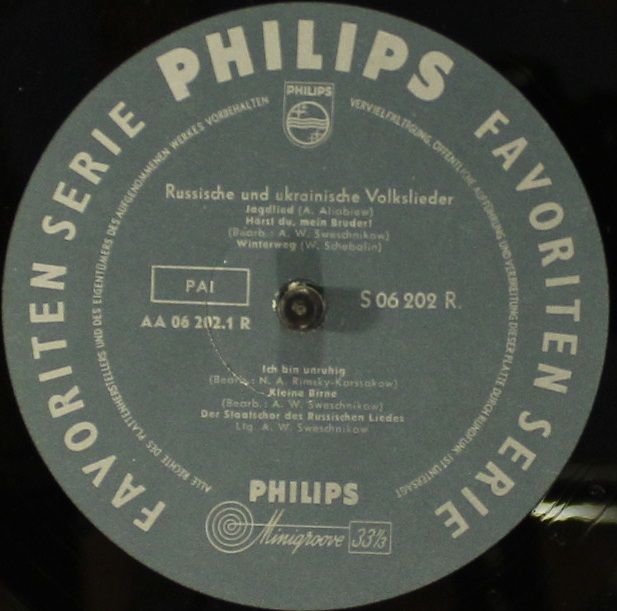 PHILIPS
FAVORITEN SERIE
FAVORITEN SERIE
ALLE RECHTE DES PLATTENHERSTELLERS UND DES EIGENTÜMERS DES AUFGENOMMENEN WERKES VORBEHALTEN
VERVIELFÄLTIGUNG, ÖFFENTLICHE AUFFÜHRUNG UND VERBREITUNG DIESER PLATTE DURCH RUNDFUNK IST UNTERSAGT
PHILIPS
Russische und ukrainische Volkslieder
Jagdlied (A. Aliabiew)
Hörst du, mein Bruder?
(Bearb.: A. W. Sweschnikow)
Winterweg (W. Schebalin)
PAI
AA 06 202.1 R
S 06 202 R.
Ich bin unruhig
(Bearb.: N. A. Rimsky-Korssakow)
Kleine Birne
(Bearb.: A. W. Sweschnikow)
Der Staatschor des Russischen Liedes
Ltg. A. W. Sweschnikow
PHILIPS
Minigroove 33⅓